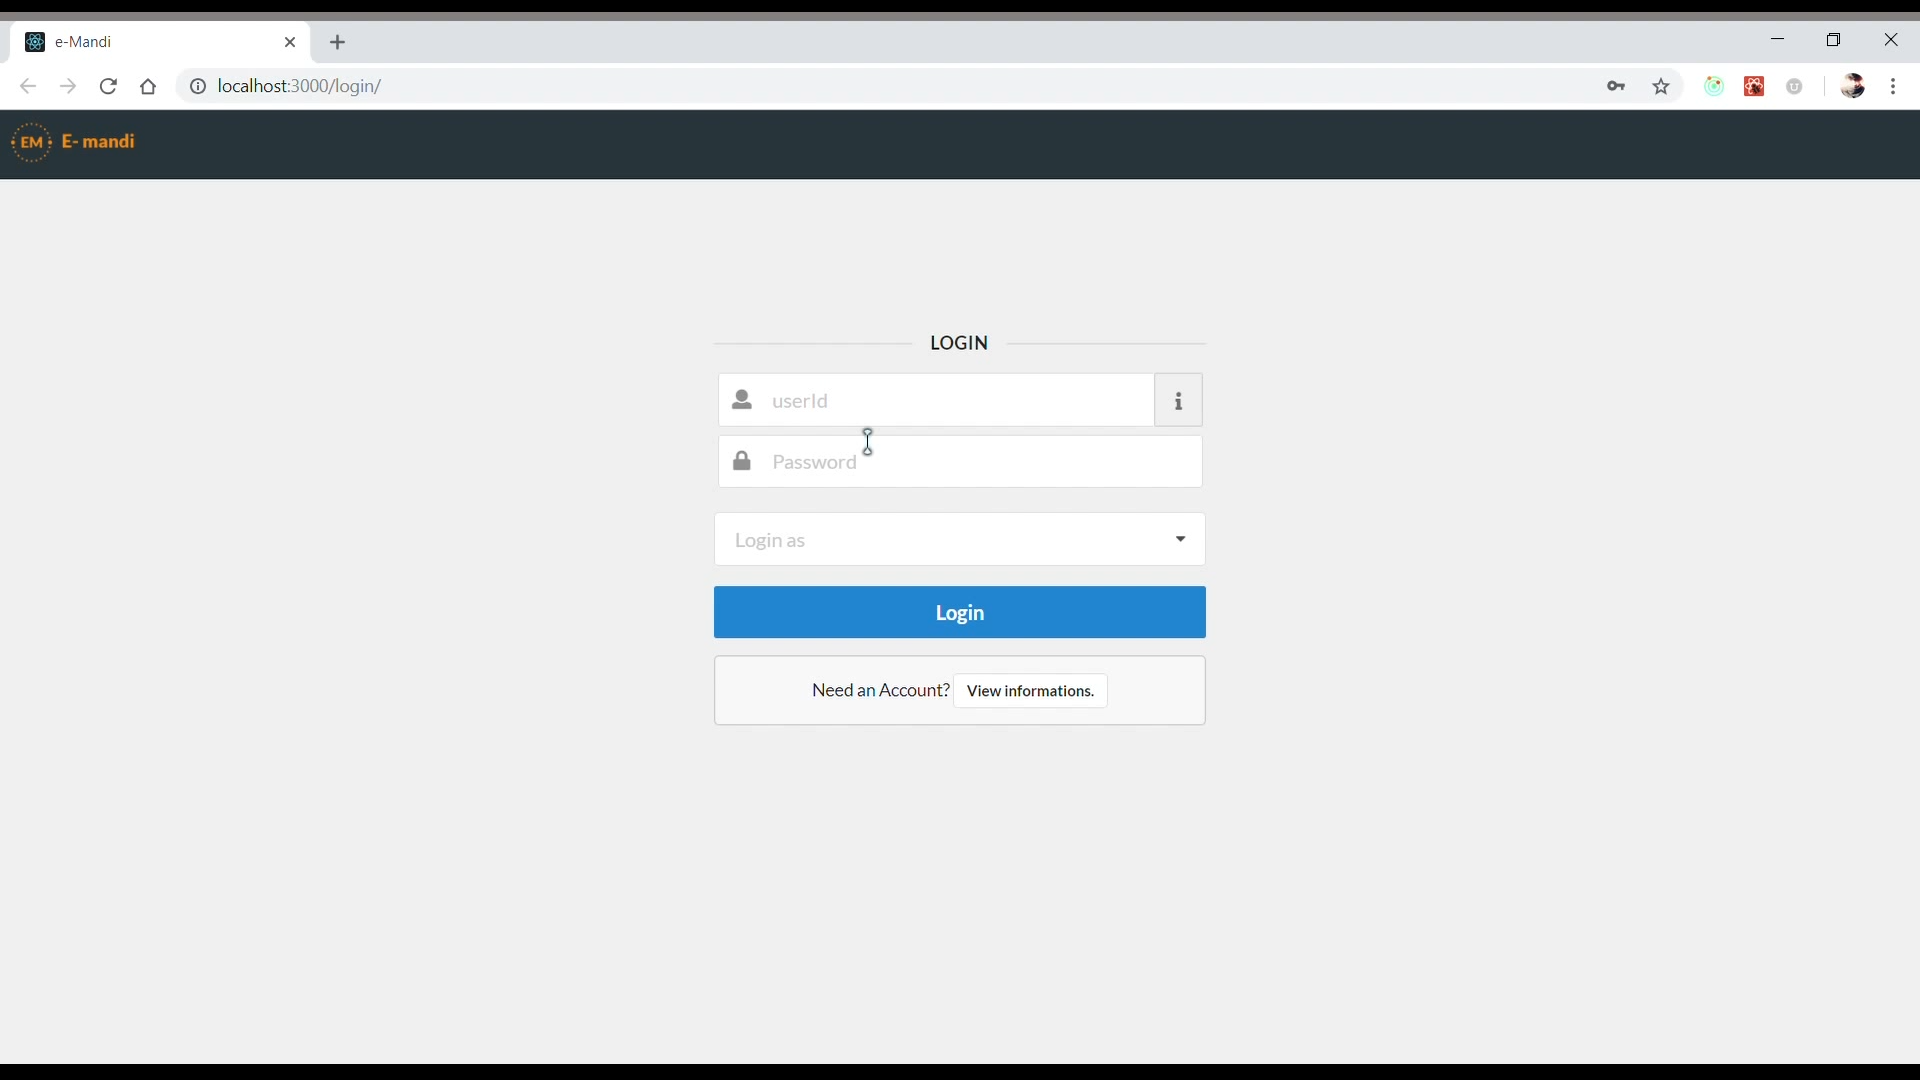 e-Mandi
localhost:3000/login/
EM E- mandi
LOGIN
userId
Password
Login as
Login
Need an Account? View informations.